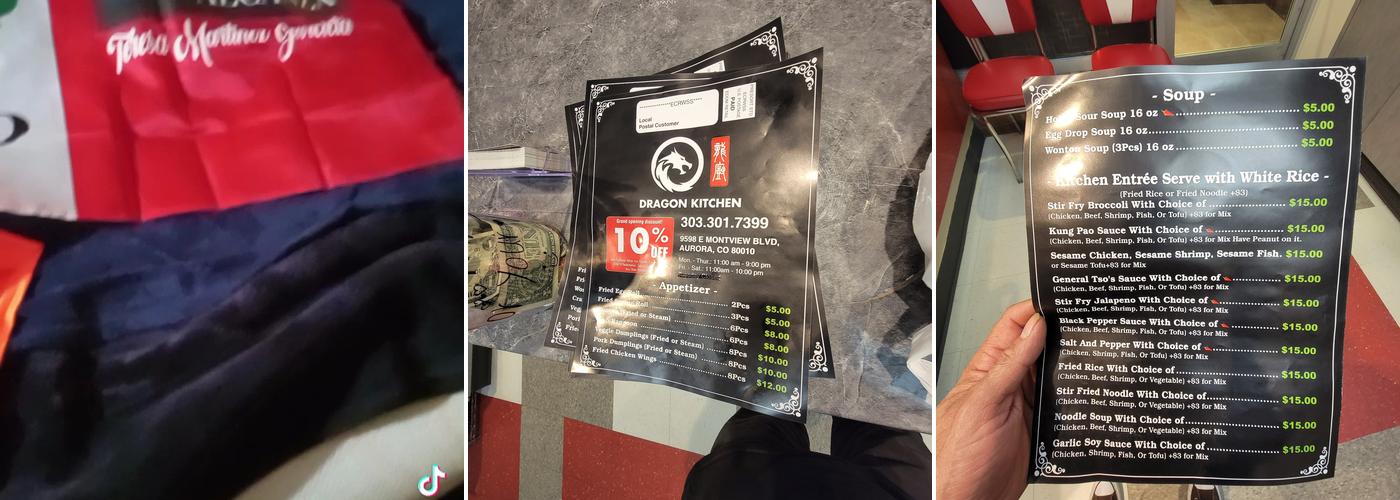 Teresa Martinez
**************ECRWSS****
Local
Postal Customer
PAID
龍廚
DRAGON KITCHEN
Grand opening discount!
10% OFF
303.301.7399
9598 E MONTVIEW BLVD,
AURORA, CO 80010
Mon. - Thur.: 11:00 am - 9:00 pm
Fri. - Sat.: 11:00am - 10:00 pm
- Appetizer -
Fried Egg Roll 2Pcs $5.00
Fried Roll 3Pcs $5.00
(Fried or Steam) 6Pcs $8.00
6Pcs $8.00
Veggie Dumplings (Fried or Steam) 8Pcs $10.00
Pork Dumplings (Fried or Steam) 8Pcs $10.00
Fried Chicken Wings 8Pcs $12.00
- Soup -
Sour Soup 16 oz $5.00
Egg Drop Soup 16 oz $5.00
Wonton Soup (3Pcs) 16 oz $5.00
- Kitchen Entrée Serve with White Rice -
(Fried Rice or Fried Noodle +$3)
Stir Fry Broccoli With Choice of $15.00
(Chicken, Beef, Shrimp, Fish, Or Tofu) +$3 for Mix
Kung Pao Sauce With Choice of $15.00
(Chicken, Beef, Shrimp, Fish, Or Tofu) +$3 for Mix Have Peanut on it.
Sesame Chicken, Sesame Shrimp, Sesame Fish. $15.00
or Sesame Tofu+$3 for Mix
General Tso's Sauce With Choice of $15.00
(Chicken, Beef, Shrimp, Fish, Or Tofu) +$3 for Mix
Stir Fry Jalapeno With Choice of $15.00
(Chicken, Beef, Shrimp, Fish, Or Tofu) +$3 for Mix
Black Pepper Sauce With Choice of $15.00
(Chicken, Beef, Shrimp, Fish, Or Tofu) +$3 for Mix
Salt And Pepper With Choice of $15.00
(Chicken, Beef, Shrimp, Fish, Or Tofu) +$3 for Mix
Fried Rice With Choice of $15.00
(Chicken, Beef, Shrimp, Or Vegetable) +$3 for Mix
Stir Fried Noodle With Choice of $15.00
(Chicken, Beef, Shrimp, Or Vegetable) +$3 for Mix
Noodle Soup With Choice of $15.00
(Chicken, Beef, Shrimp, Or Vegetable) +$3 for Mix
Garlic Soy Sauce With Choice of $15.00
(Chicken, Shrimp, Fish, Or Tofu) +$3 for Mix